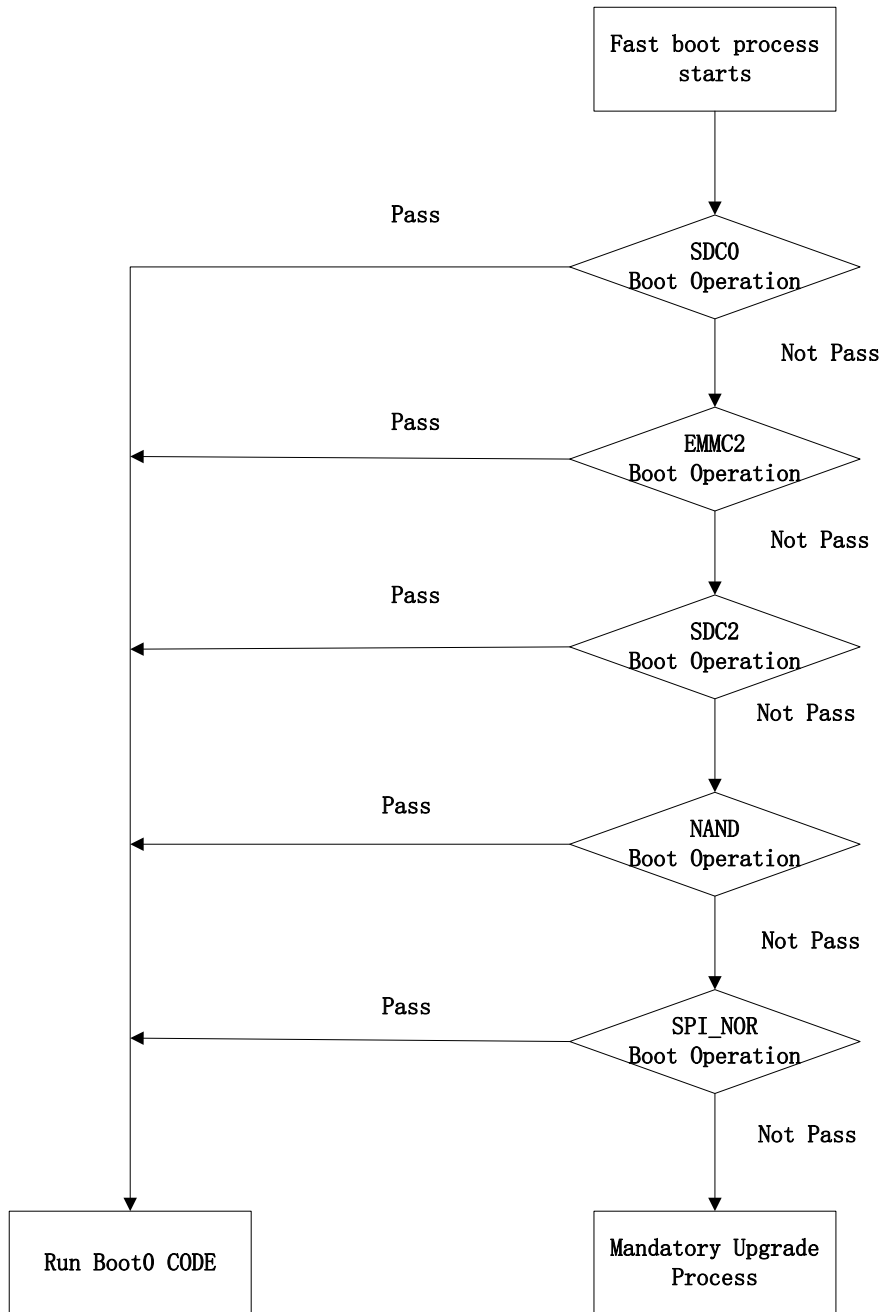 Fast boot process
starts
Pass
SDC0
Boot Operation
Not Pass
Pass
EMMC2
Boot Operation
Not Pass
Pass
SDC2
Boot Operation
Not Pass
Pass
NAND
Boot Operation
Not Pass
Pass
SPI_NOR
Boot Operation
Not Pass
Run Boot0 CODE
Mandatory Upgrade
Process